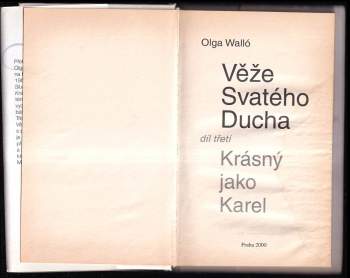 Olga Walló
Věže
Svatého
Ducha
díl třetí
Krásný
jako
Karel
Praha 2000